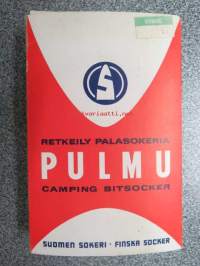 S
RETKEILY PALASOKERIA
PULMU
CAMPING BITSOCKER
SUOMEN SOKERI · FINSKA SOCKER